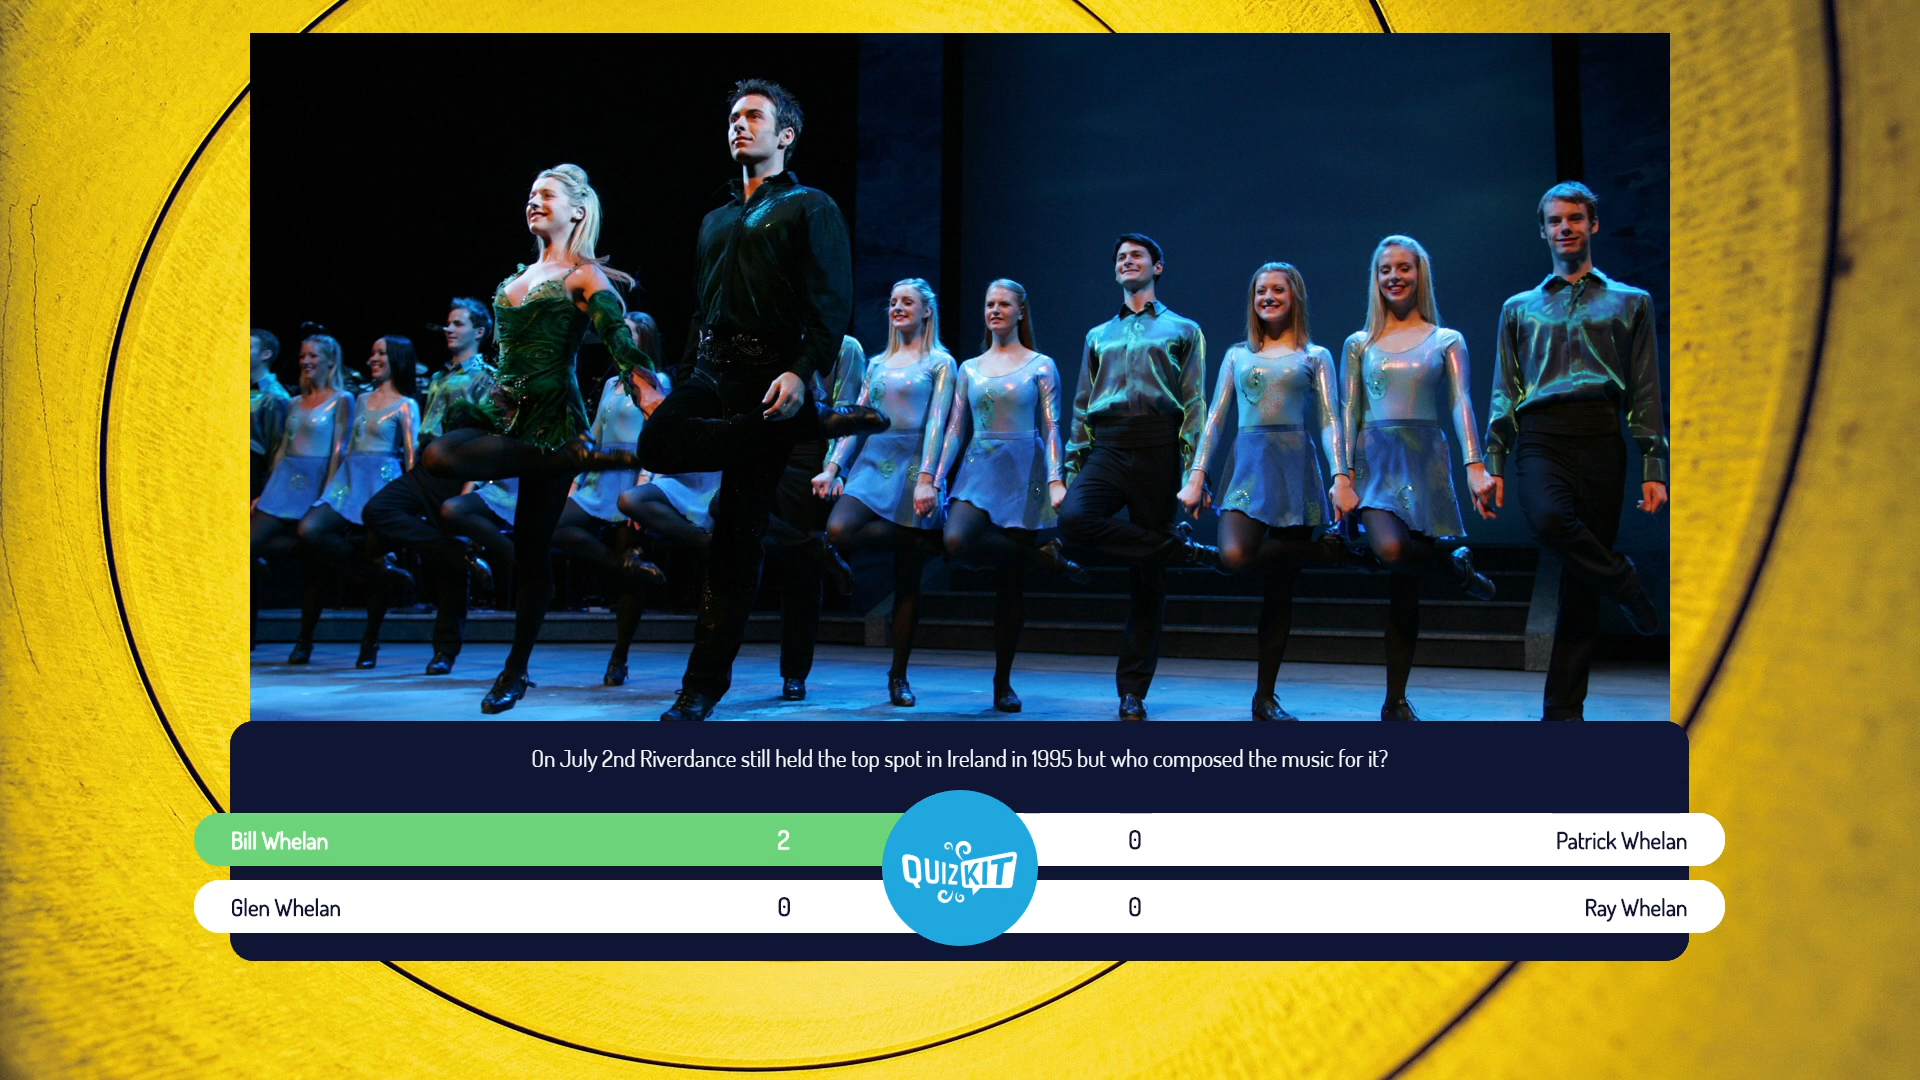 On July 2nd Riverdance still held the top spot in Ireland in 1995 but who composed the music for it?
Bill Whelan 2
0 Patrick Whelan
QUIZKIT
Glen Whelan 0
0 Ray Whelan